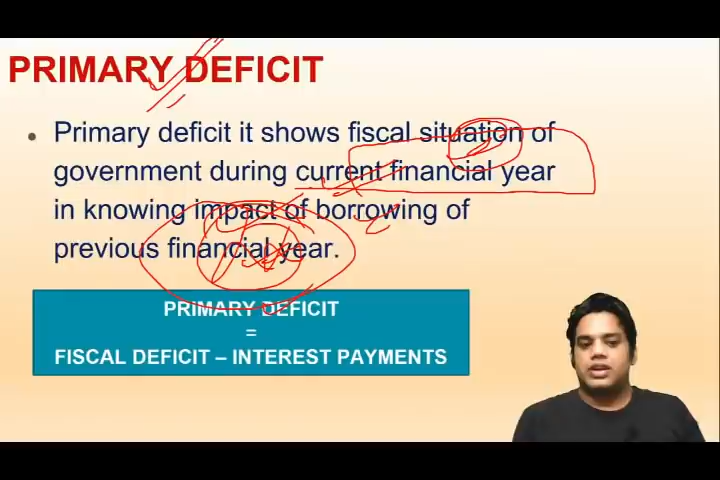 PRIMARY DEFICIT
• Primary deficit it shows fiscal situation of
government during current financial year
in knowing impact of borrowing of
previous financial year.
PRIMARY DEFICIT
=
FISCAL DEFICIT – INTEREST PAYMENTS